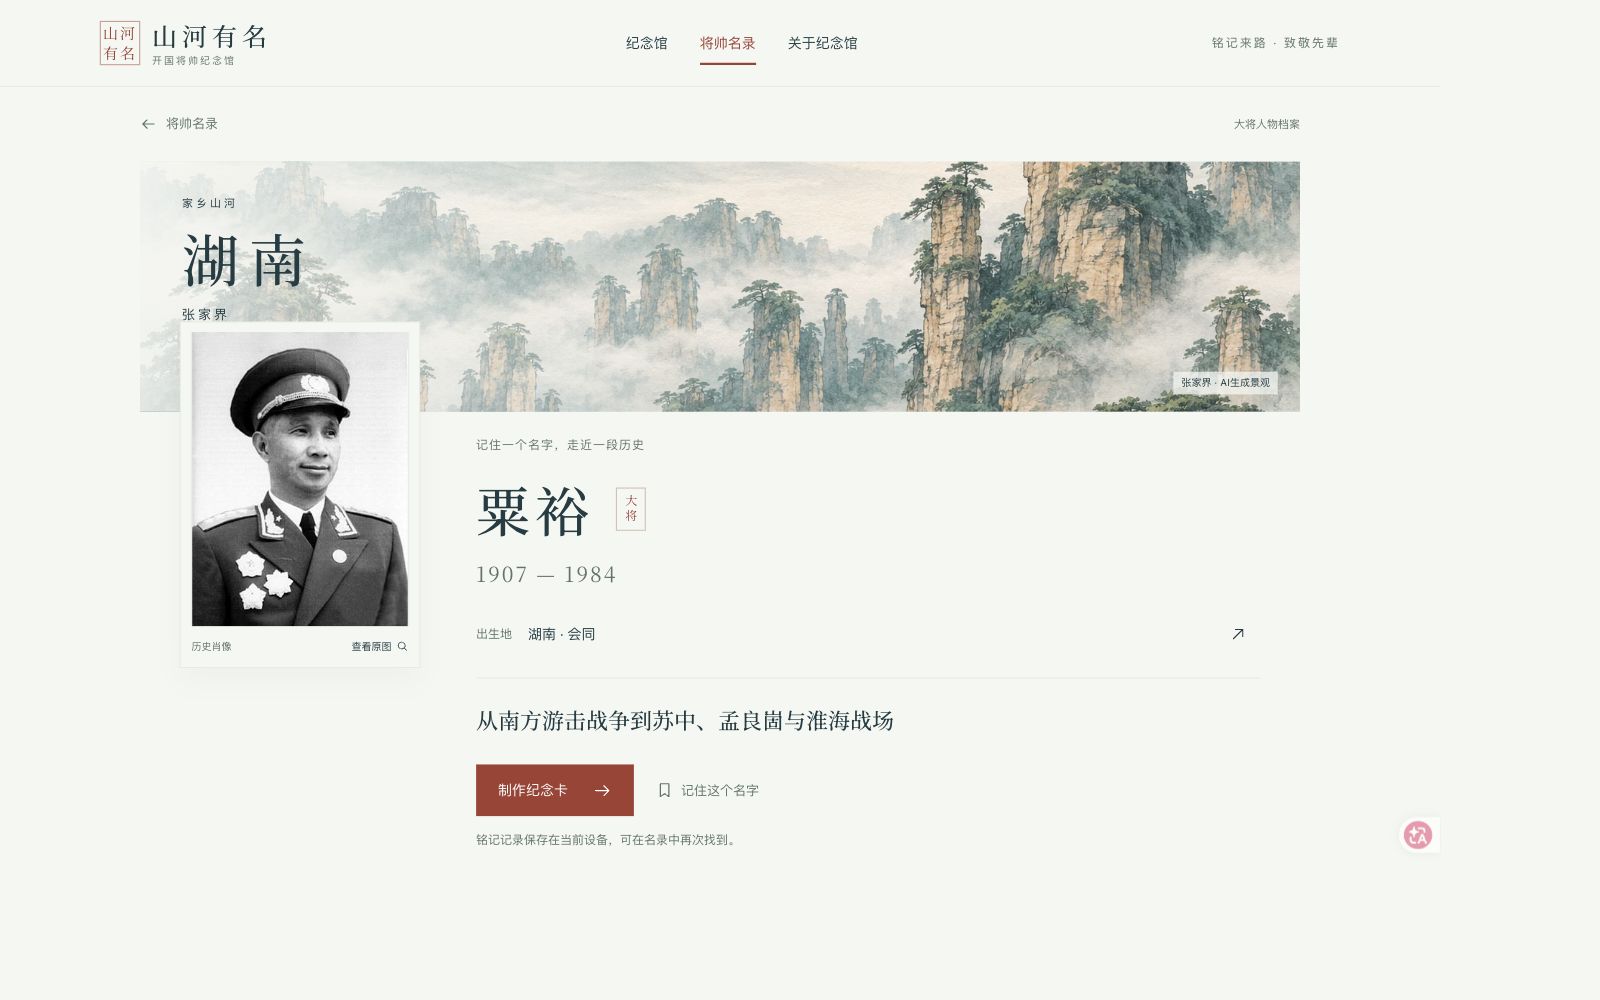 山河
有名
山河有名
开国将帅纪念馆
纪念馆
将帅名录
关于纪念馆
铭记来路 · 致敬先辈
将帅名录
大将人物档案
家乡山河
湖南
张家界
张家界 · AI生成景观
历史肖像
查看原图
记住一个名字，走近一段历史
粟裕
大将
1907 — 1984
出生地 湖南 · 会同
从南方游击战争到苏中、孟良崮与淮海战场
制作纪念卡
记住这个名字
铭记记录保存在当前设备，可在名录中再次找到。